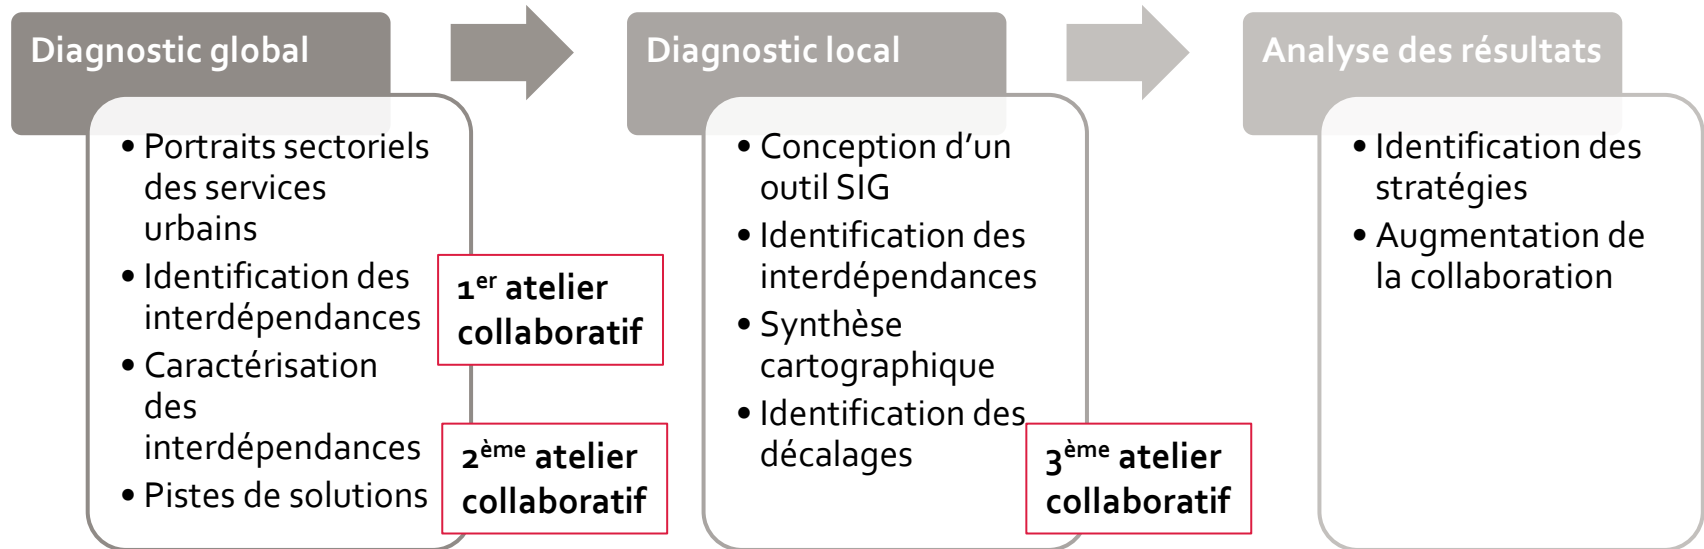 Diagnostic global
• Portraits sectoriels
des services
urbains
• Identification des
interdépendances
• Caractérisation
des
interdépendances
• Pistes de solutions
1er atelier
collaboratif
2ème atelier
collaboratif
Diagnostic local
• Conception d’un
outil SIG
• Identification des
interdépendances
• Synthèse
cartographique
• Identification des
décalages
3ème atelier
collaboratif
Analyse des résultats
• Identification des
stratégies
• Augmentation de
la collaboration